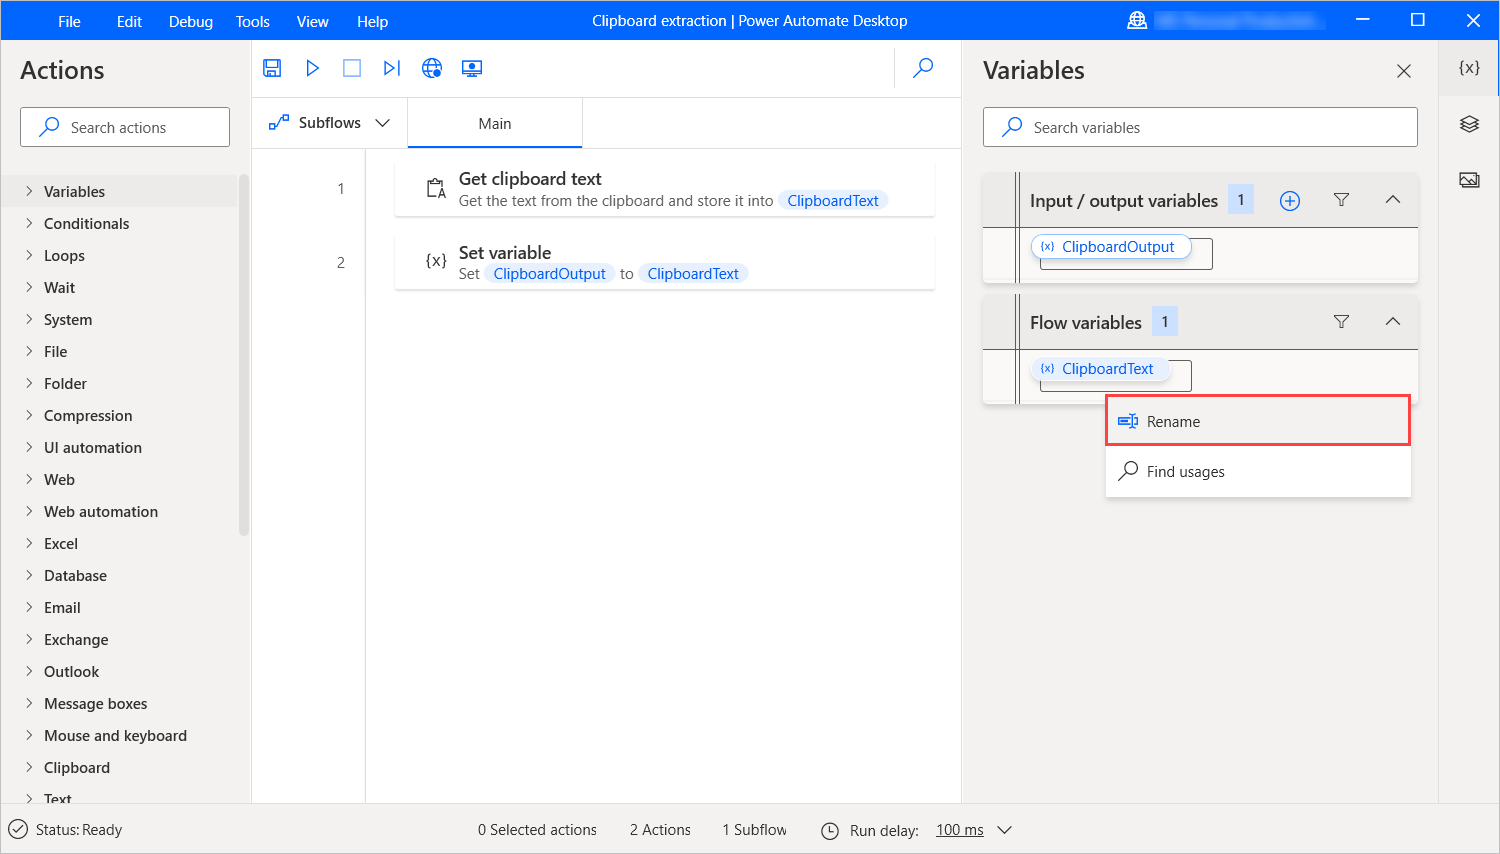 File Edit Debug Tools View Help Clipboard extraction | Power Automate Desktop
Actions
Search actions
Variables
Conditionals
Loops
Wait
System
File
Folder
Compression
UI automation
Web
Web automation
Excel
Database
Email
Exchange
Outlook
Message boxes
Mouse and keyboard
Clipboard
Text
Subflows Main
1 Get clipboard text
Get the text from the clipboard and store it into ClipboardText
2 {x} Set variable
Set ClipboardOutput to ClipboardText
Variables
{x}
Search variables
Input / output variables 1
{x} ClipboardOutput
Flow variables 1
{x} ClipboardText
Rename
Find usages
Status: Ready 0 Selected actions 2 Actions 1 Subflow Run delay: 100 ms